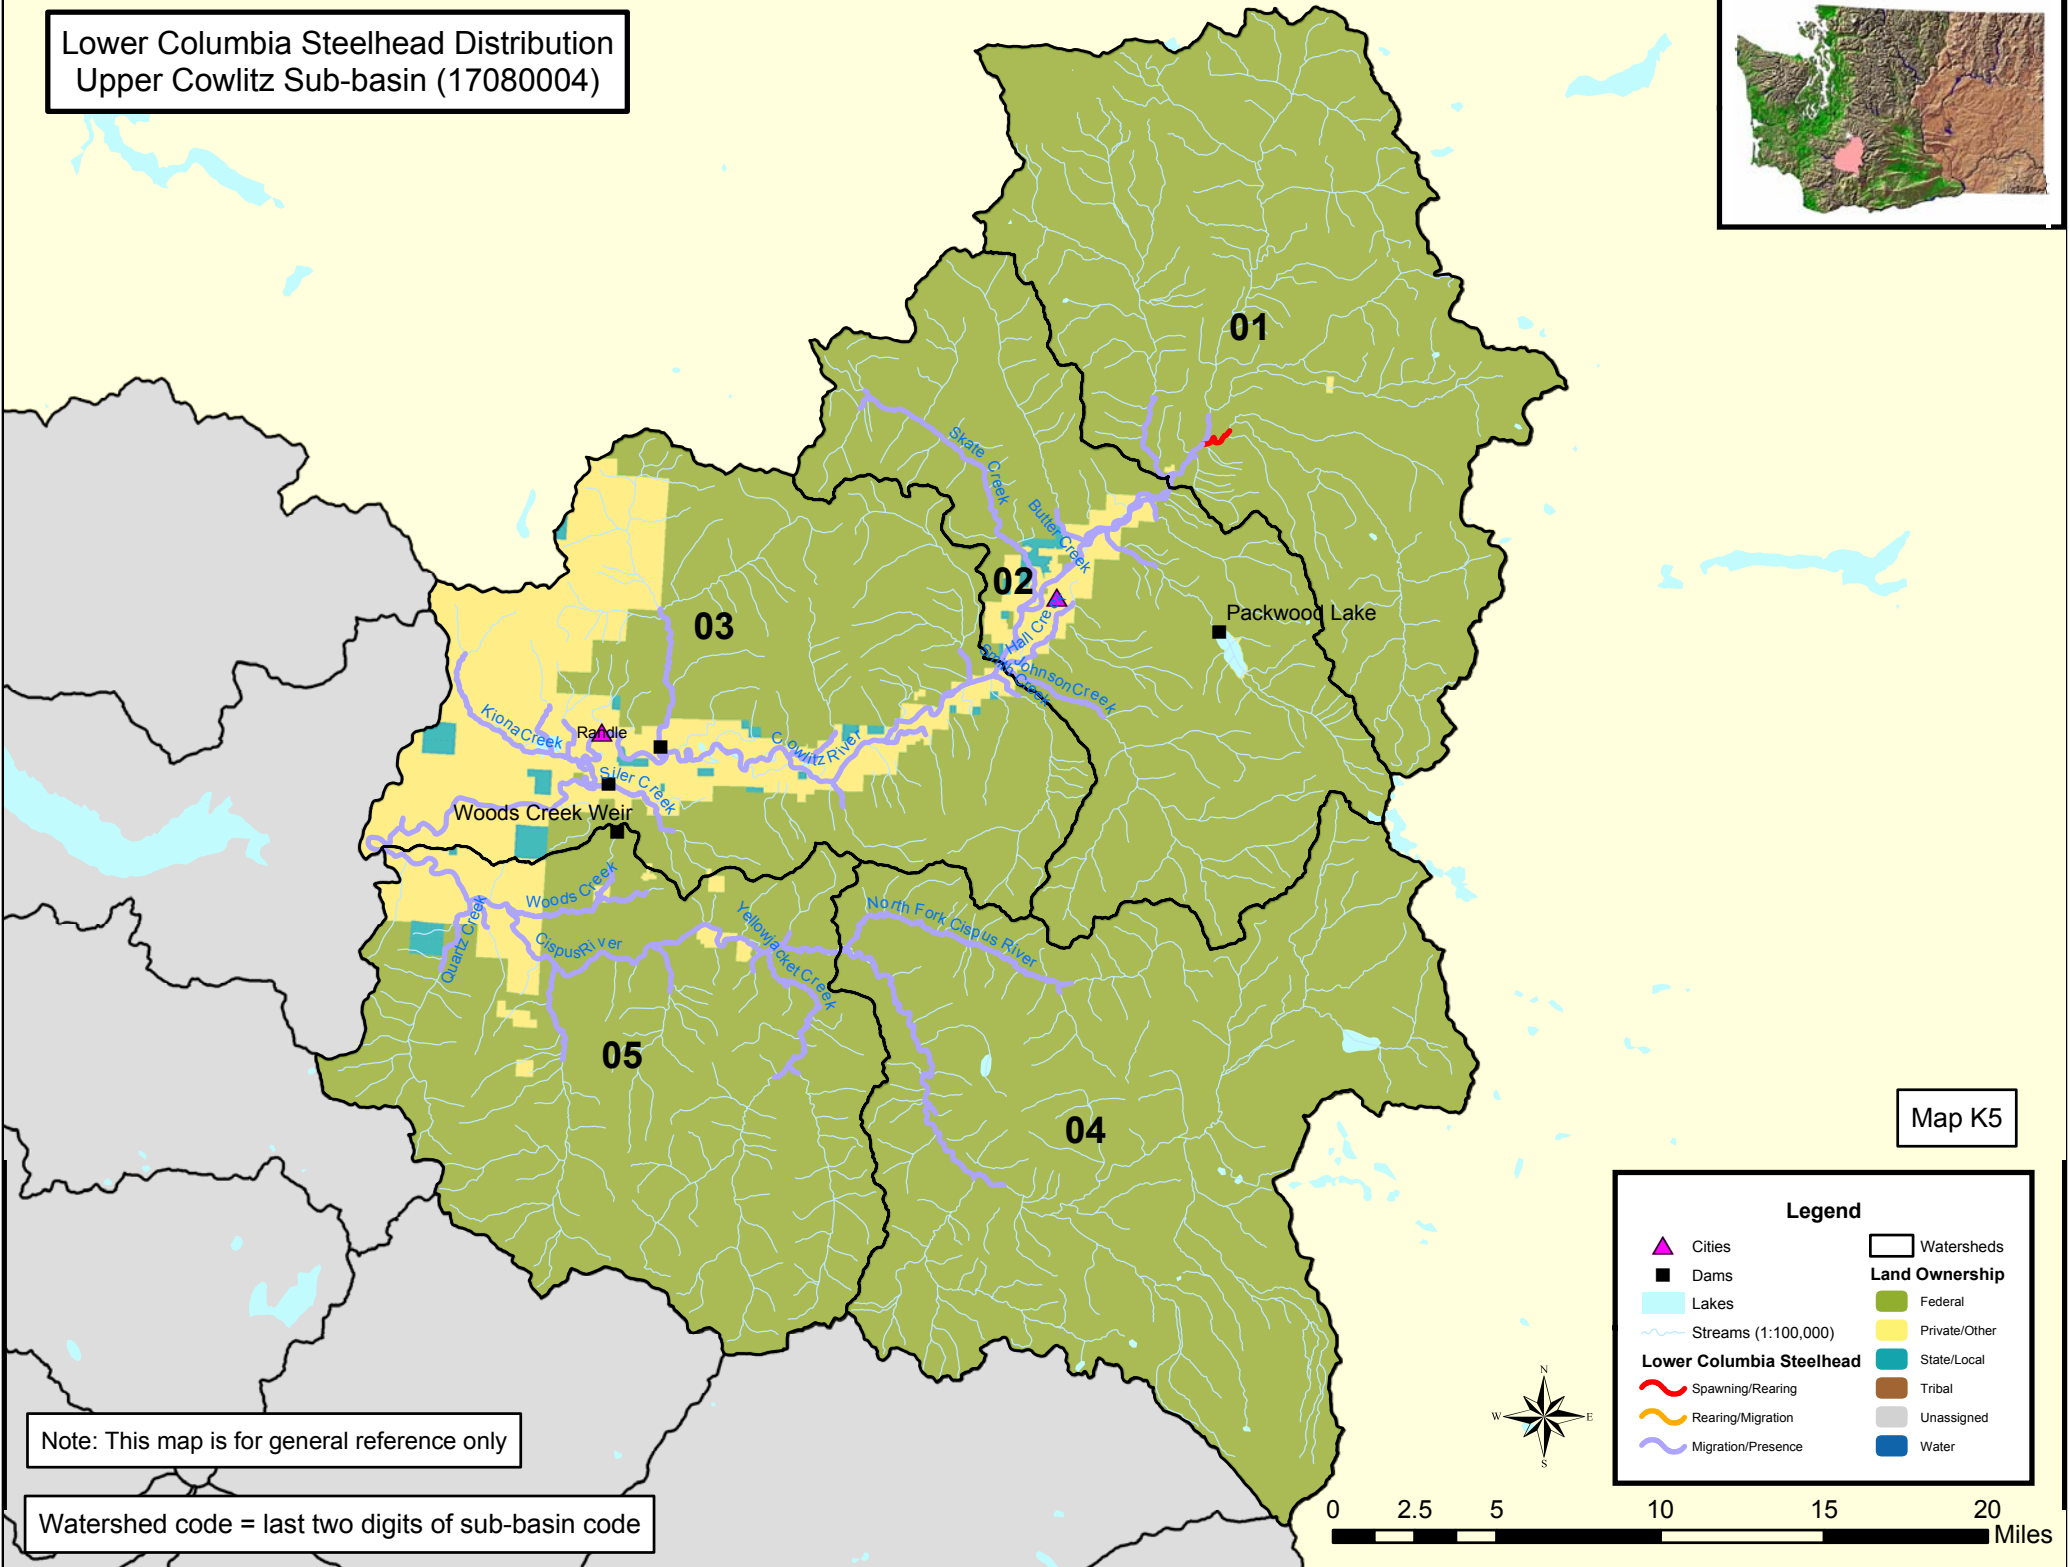 Lower Columbia Steelhead Distribution
Upper Cowlitz Sub-basin (17080004)
01
Skate Creek
Butter Creek
02
Packwood Lake
03
Hall Cree
Smith Creek
Johnson Creek
Kiona Creek
Randle
Cowlitz River
Siler Creek
Woods Creek Weir
Woods Creek
Quartz Creek
Cispus River
Yellowjacket Creek
North Fork Cispus River
05
04
Map K5
Legend
Cities
Dams
Lakes
Streams (1:100,000)
Lower Columbia Steelhead
Spawning/Rearing
Rearing/Migration
Migration/Presence
Watersheds
Land Ownership
Federal
Private/Other
State/Local
Tribal
Unassigned
Water
N
W
E
S
Note: This map is for general reference only
Watershed code = last two digits of sub-basin code
0 2.5 5 10 15 20
Miles